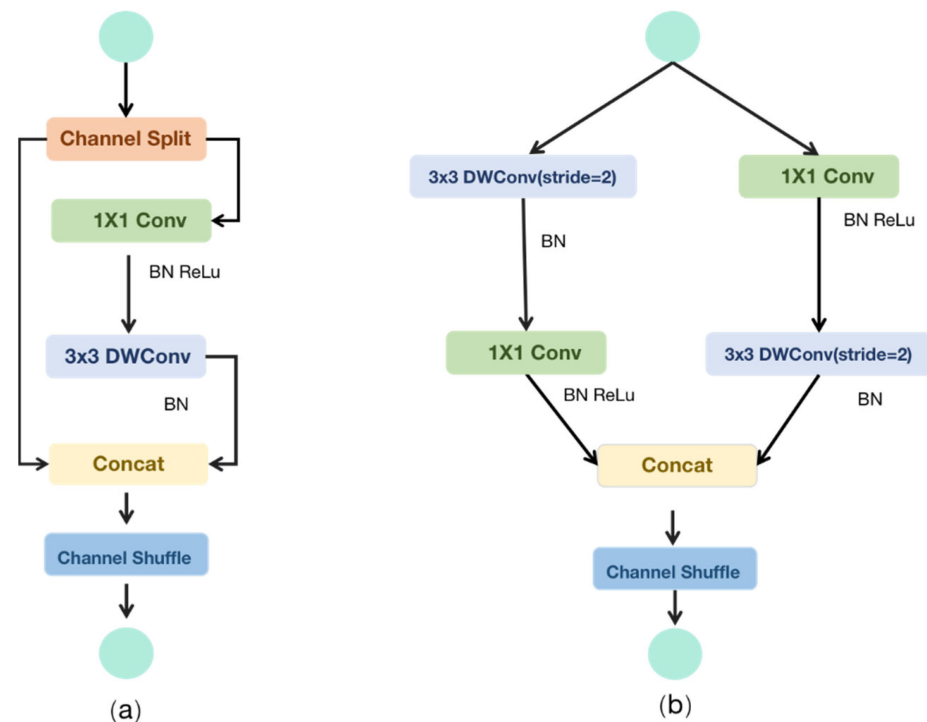 Channel Split
1X1 Conv
BN ReLu
3x3 DWConv
BN
Concat
Channel Shuffle
(a)
3x3 DWConv(stride=2)
1X1 Conv
BN
BN ReLu
1X1 Conv
3x3 DWConv(stride=2)
BN ReLu
BN
Concat
Channel Shuffle
(b)